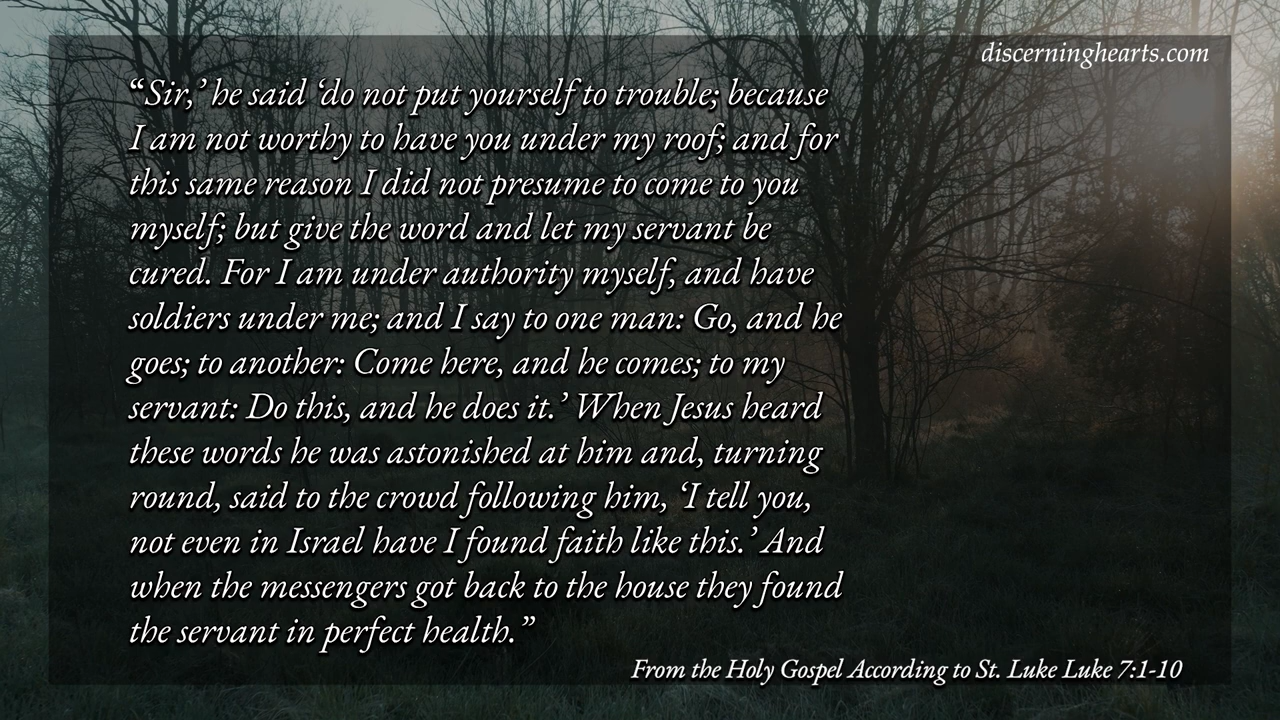 discerninghearts.com
“Sir,’ he said ‘do not put yourself to trouble; because
I am not worthy to have you under my roof; and for
this same reason I did not presume to come to you
myself; but give the word and let my servant be
cured. For I am under authority myself, and have
soldiers under me; and I say to one man: Go, and he
goes; to another: Come here, and he comes; to my
servant: Do this, and he does it.’ When Jesus heard
these words he was astonished at him and, turning
round, said to the crowd following him, ‘I tell you,
not even in Israel have I found faith like this.’ And
when the messengers got back to the house they found
the servant in perfect health.”
From the Holy Gospel According to St. Luke Luke 7:1-10